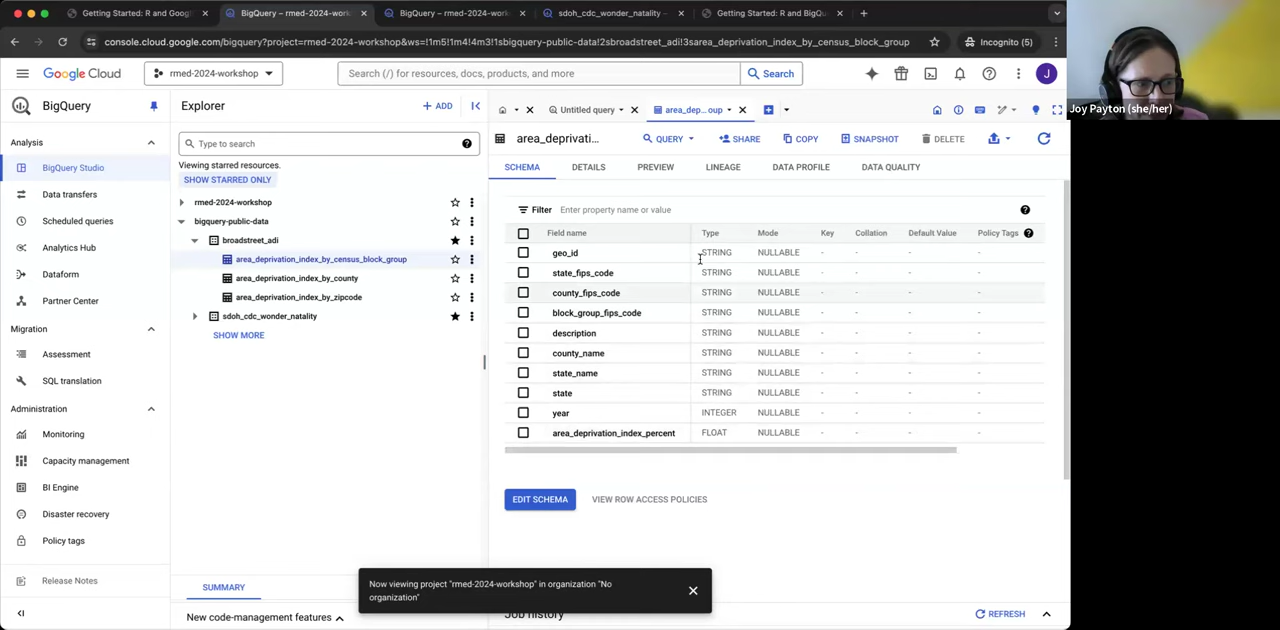 Getting Started: R and Goog
BigQuery – rmed-2024-work
BigQuery – rmed-2024-work
sdoh_cdc_wonder_natality –
Getting Started: R and BigQu
console.cloud.google.com/bigquery?project=rmed-2024-workshop&ws=!1m5!1m4!4m3!1sbigquery-public-data!2sbroadstreet_adi!3sarea_deprivation_index_by_census_block_group
Incognito (5)
Google Cloud
rmed-2024-workshop
Search (/) for resources, docs, products, and more
Search
J
Joy Payton (she/her)
BigQuery
Explorer
+ ADD
Untitled query
area_dep...oup
Analysis
Type to search
area_deprivati...
QUERY
SHARE
COPY
SNAPSHOT
DELETE
BigQuery Studio
Viewing starred resources.
SHOW STARRED ONLY
SCHEMA
DETAILS
PREVIEW
LINEAGE
DATA PROFILE
DATA QUALITY
Data transfers
rmed-2024-workshop
Scheduled queries
bigquery-public-data
Filter Enter property name or value
Analytics Hub
broadstreet_adi
Field name Type Mode Key Collation Default Value Policy Tags
Dataform
area_deprivation_index_by_census_block_group
geo_id STRING NULLABLE - - - -
state_fips_code STRING NULLABLE - - - -
Partner Center
area_deprivation_index_by_county
county_fips_code STRING NULLABLE - - - -
area_deprivation_index_by_zipcode
block_group_fips_code STRING NULLABLE - - - -
Migration
sdoh_cdc_wonder_natality
description STRING NULLABLE - - - -
SHOW MORE
county_name STRING NULLABLE - - - -
Assessment
state_name STRING NULLABLE - - - -
SQL translation
state STRING NULLABLE - - - -
Administration
year INTEGER NULLABLE - - - -
Monitoring
area_deprivation_index_percent FLOAT NULLABLE - - - -
Capacity management
BI Engine
EDIT SCHEMA
VIEW ROW ACCESS POLICIES
Disaster recovery
Policy tags
Release Notes
SUMMARY
Now viewing project "rmed-2024-workshop" in organization "No
organization"
New code-management features
Job history
REFRESH